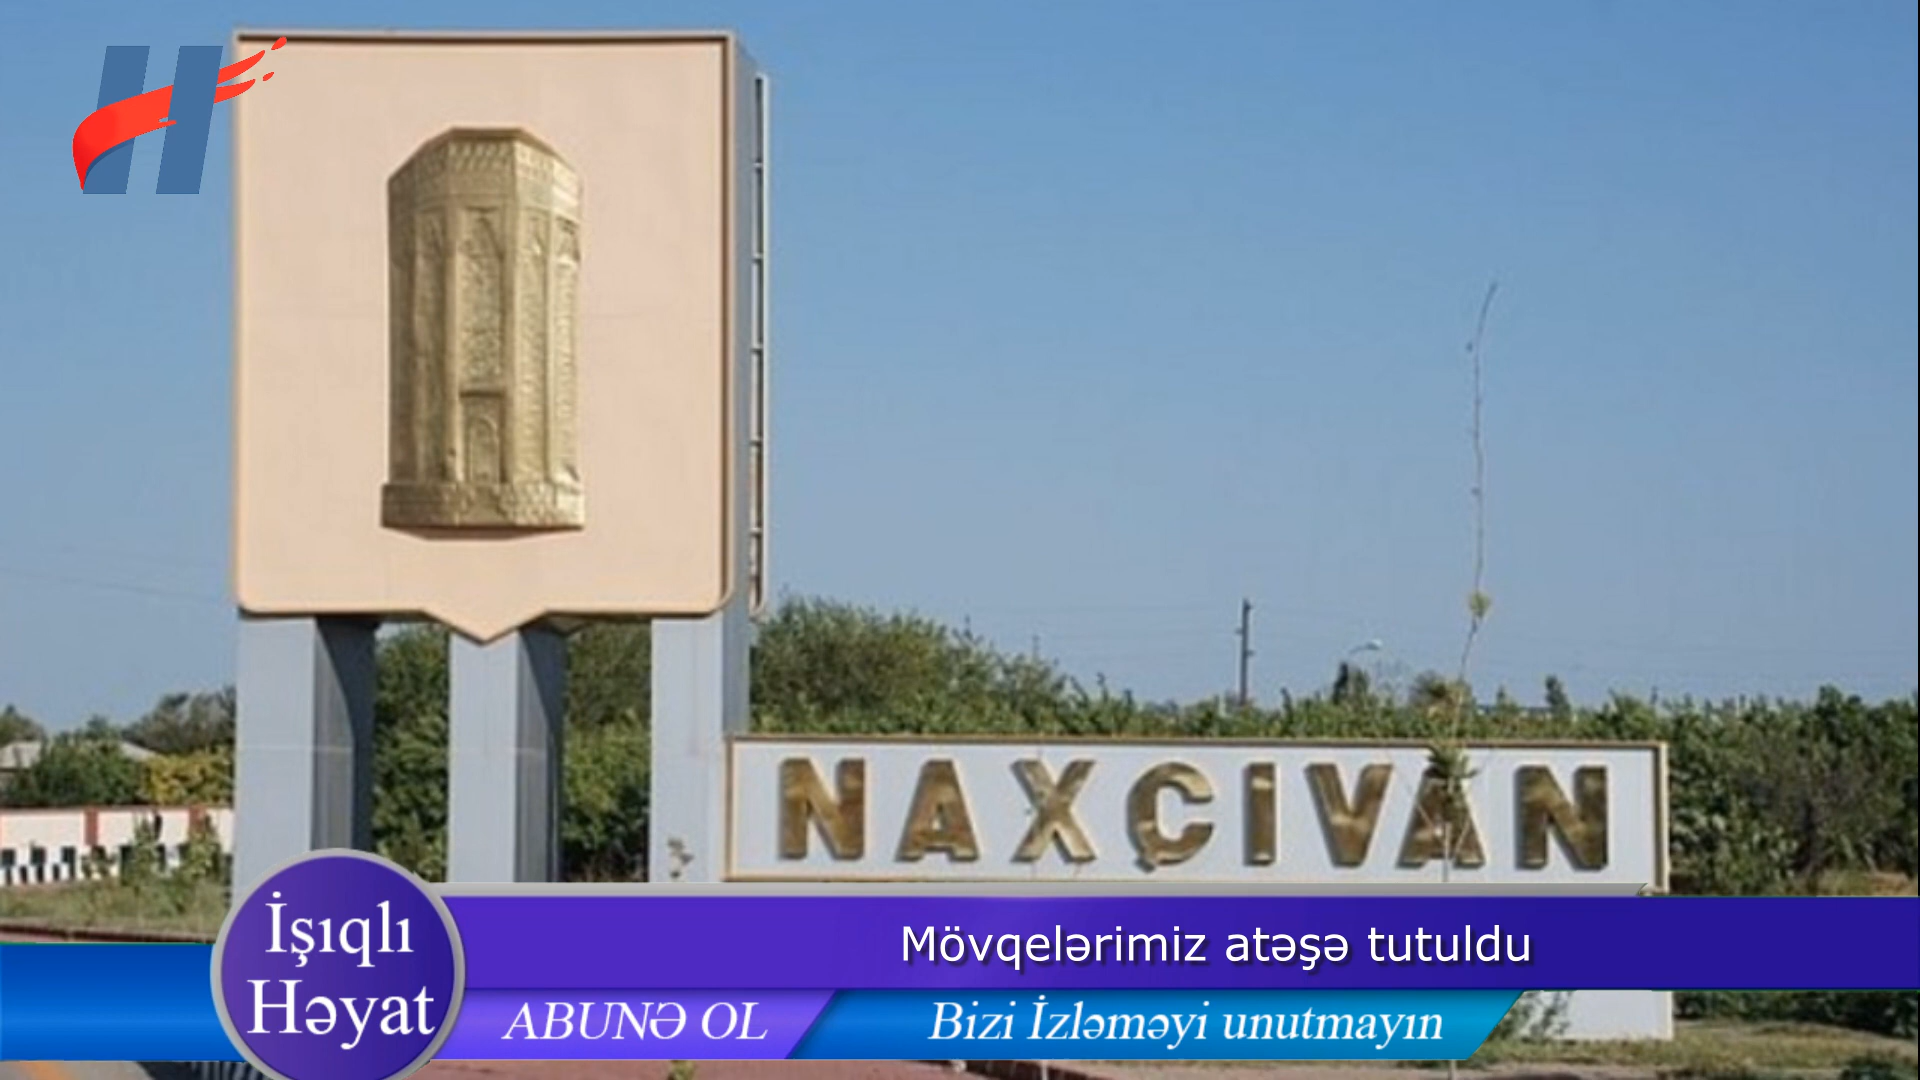 NAXÇIVAN
İşıqlı
Həyat
Mövqelərimiz atəşə tutuldu
ABUNƏ OL
Bizi İzləməyi unutmayın